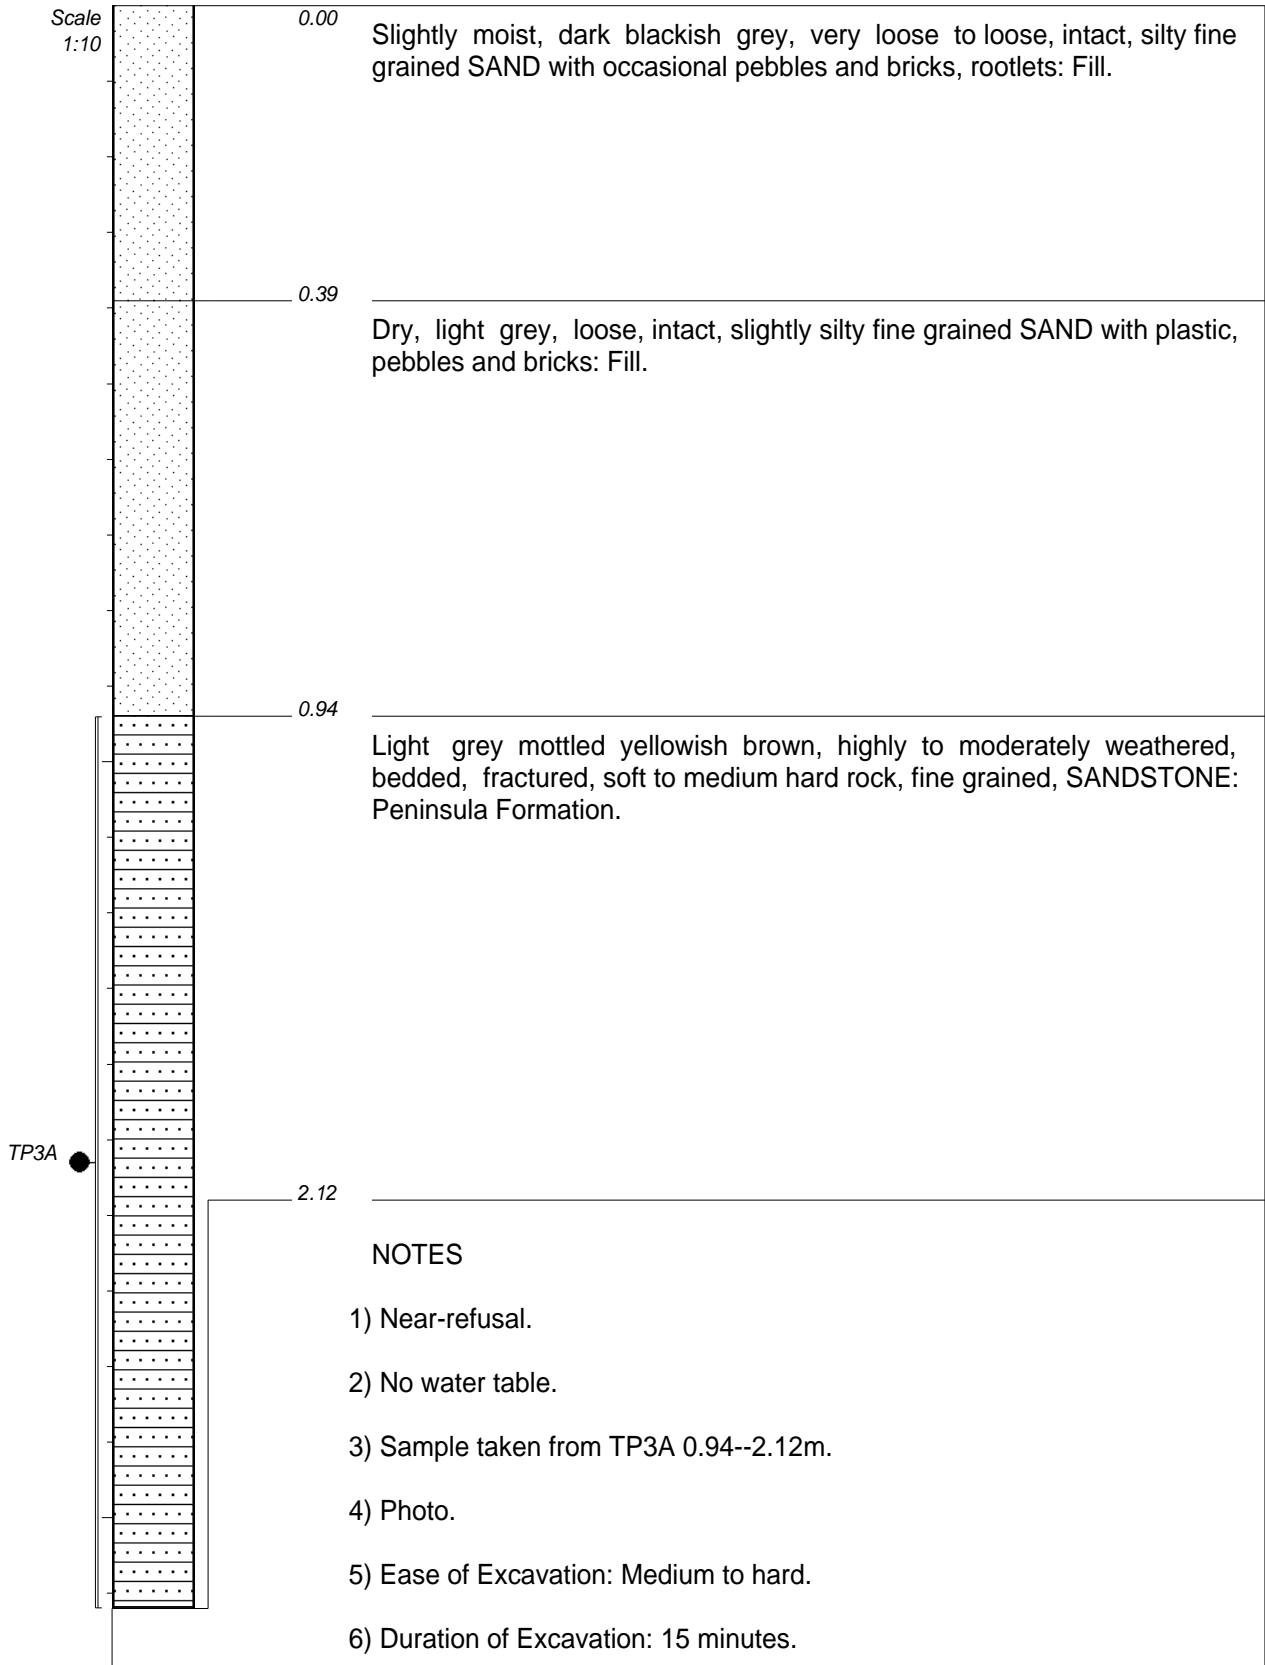 Scale
1:10
0.00
Slightly moist, dark blackish grey, very loose to loose, intact, silty fine
grained SAND with occasional pebbles and bricks, rootlets: Fill.
0.39
Dry, light grey, loose, intact, slightly silty fine grained SAND with plastic,
pebbles and bricks: Fill.
0.94
Light grey mottled yellowish brown, highly to moderately weathered,
bedded, fractured, soft to medium hard rock, fine grained, SANDSTONE:
Peninsula Formation.
TP3A
2.12
NOTES
1) Near-refusal.
2) No water table.
3) Sample taken from TP3A 0.94--2.12m.
4) Photo.
5) Ease of Excavation: Medium to hard.
6) Duration of Excavation: 15 minutes.